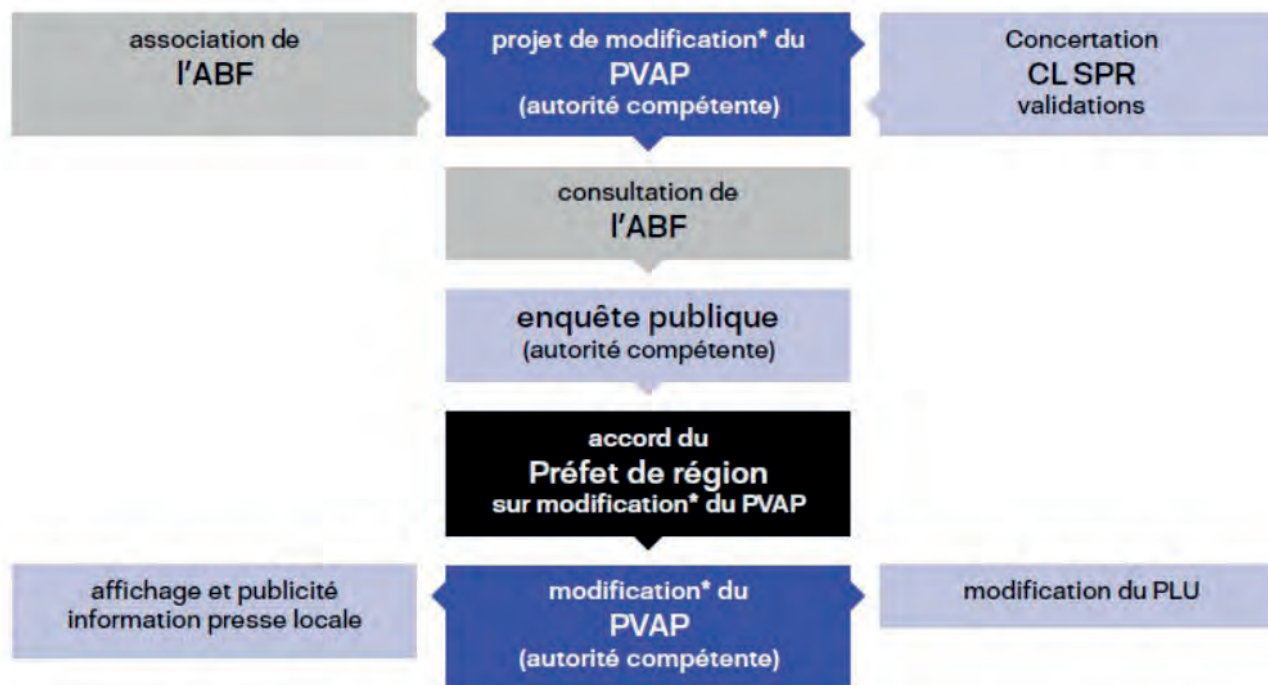 association de
l'ABF
projet de modification* du
PVAP
(autorité compétente)
Concertation
CL SPR
validations
consultation de
l'ABF
enquête publique
(autorité compétente)
accord du
Préfet de région
sur modification* du PVAP
affichage et publicité
information presse locale
modification* du
PVAP
(autorité compétente)
modification du PLU